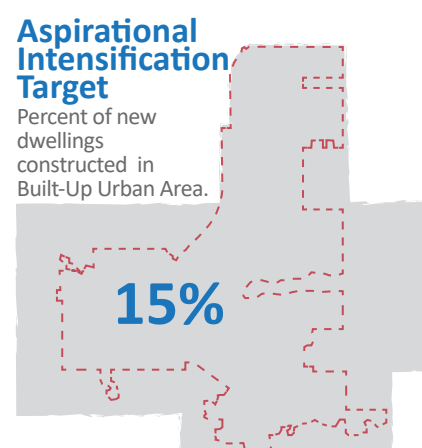 Aspirational
Intensification
Target
Percent of new
dwellings
constructed in
Built-Up Urban Area.
15%